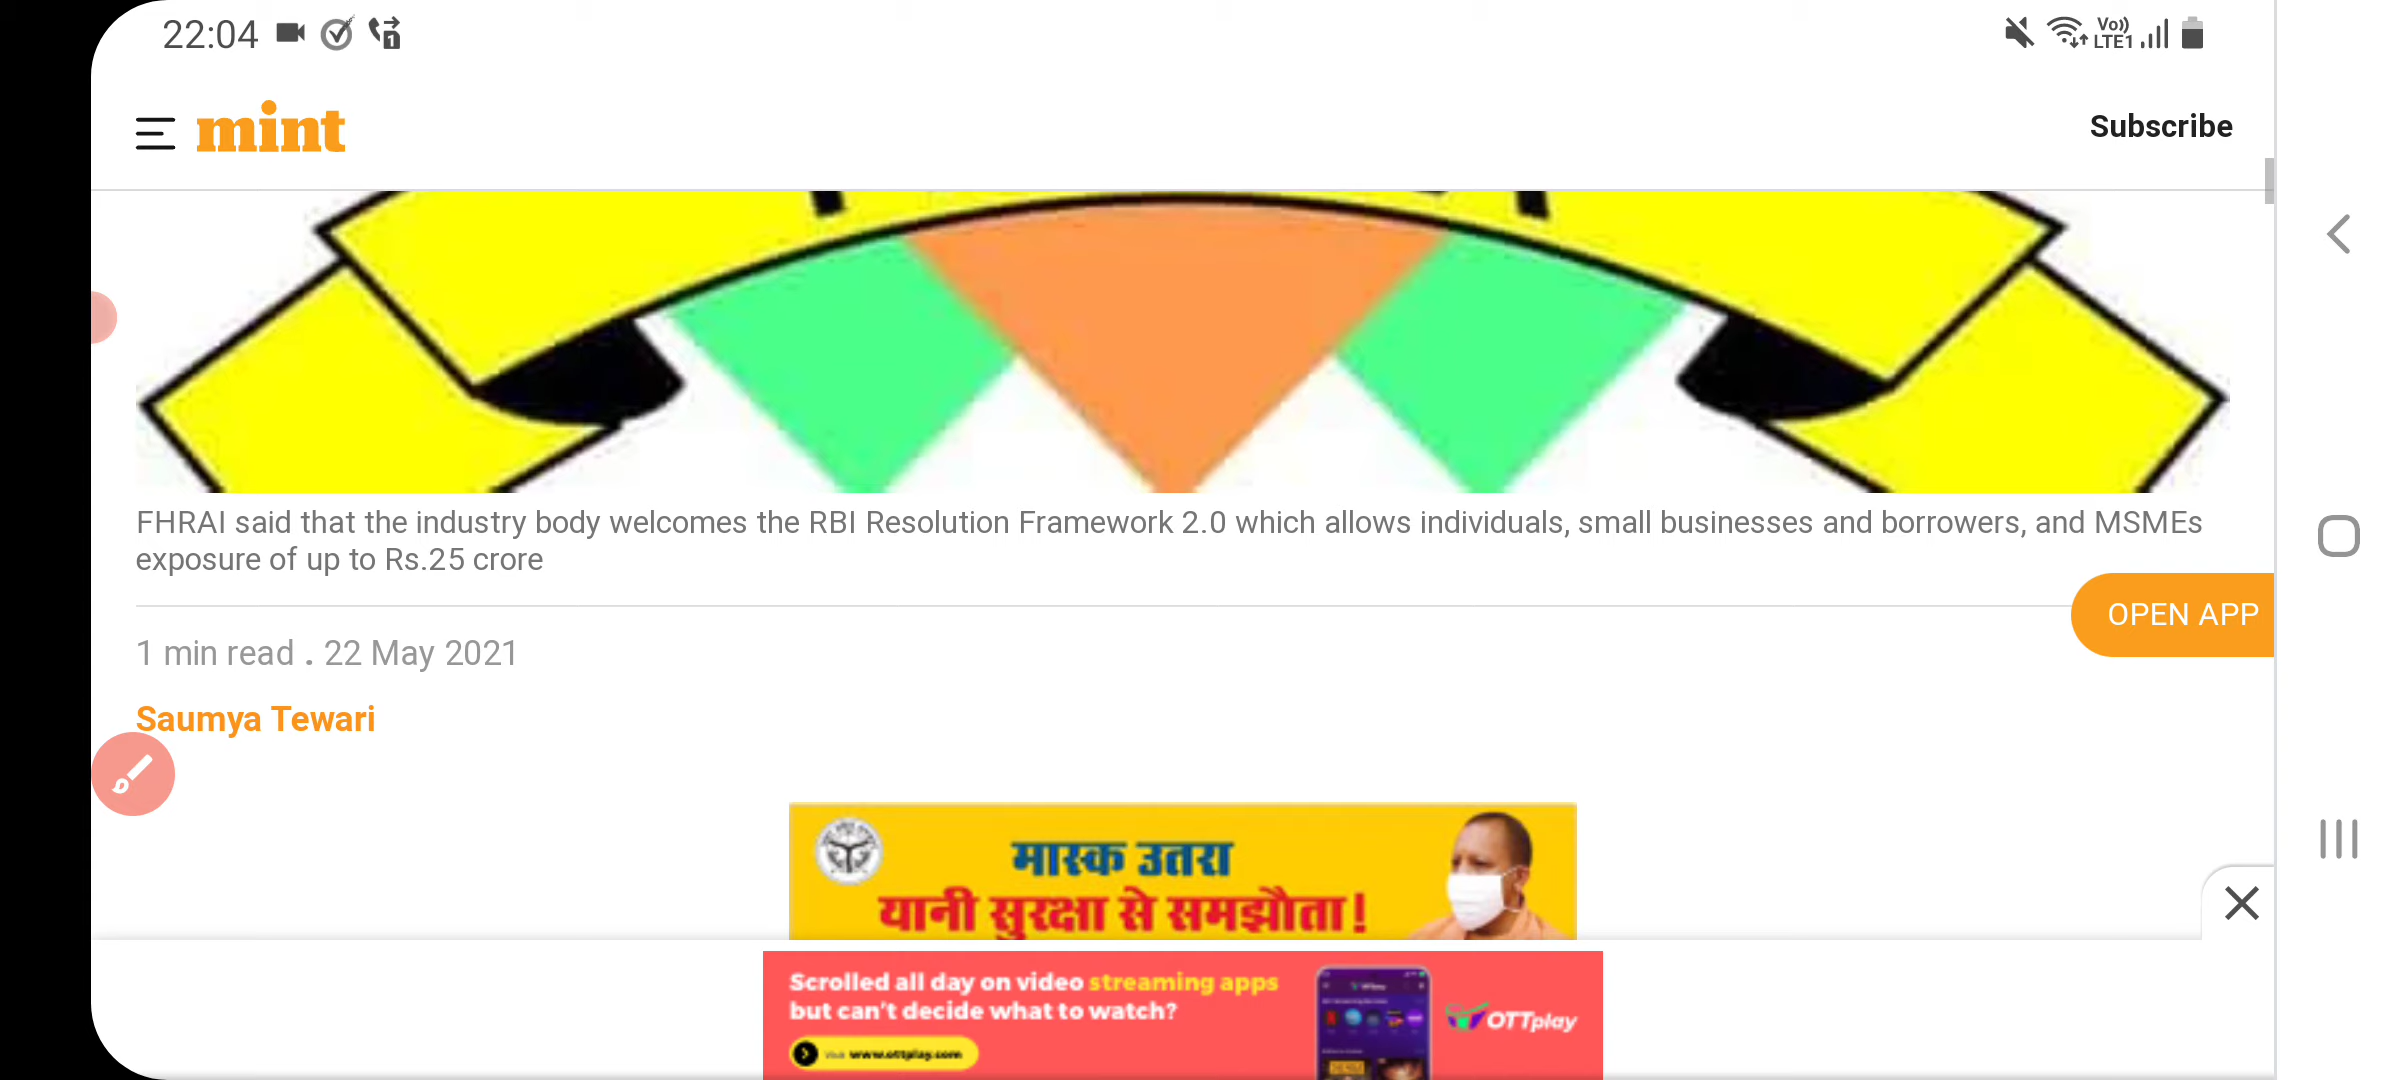 22:04
Vo))
LTE1
mint
Subscribe
FHRAI said that the industry body welcomes the RBI Resolution Framework 2.0 which allows individuals, small businesses and borrowers, and MSMEs
exposure of up to Rs.25 crore
OPEN APP
1 min read . 22 May 2021
Saumya Tewari
मास्क उतरा
यानी सुरक्षा से समझौता!
Scrolled all day on video streaming apps
but can't decide what to watch?
Visit www.ottplay.com
OTTplay